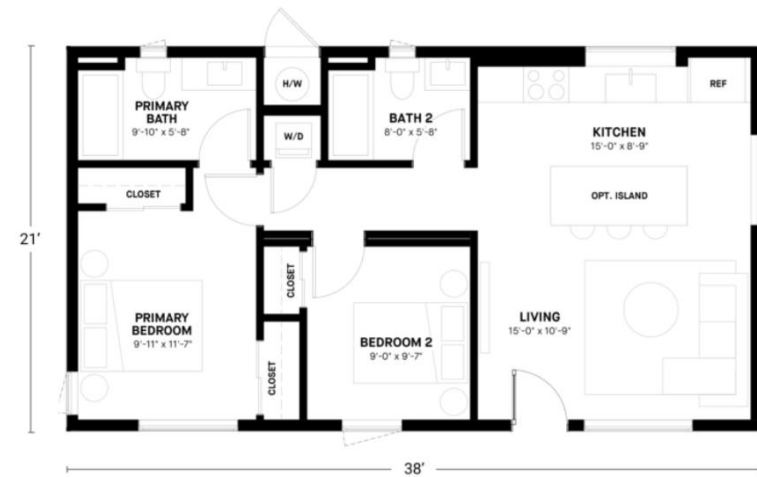 H/W
PRIMARY
BATH
9'-10" x 5'-8"
BATH 2
8'-0" x 5'-8"
REF
W/D
KITCHEN
15'-0" x 8'-9"
CLOSET
OPT. ISLAND
21'
CLOSET
PRIMARY
BEDROOM
9'-11" x 11'-7"
LIVING
15'-0" x 10'-9"
BEDROOM 2
9'-0" x 9'-7"
CLOSET
38'